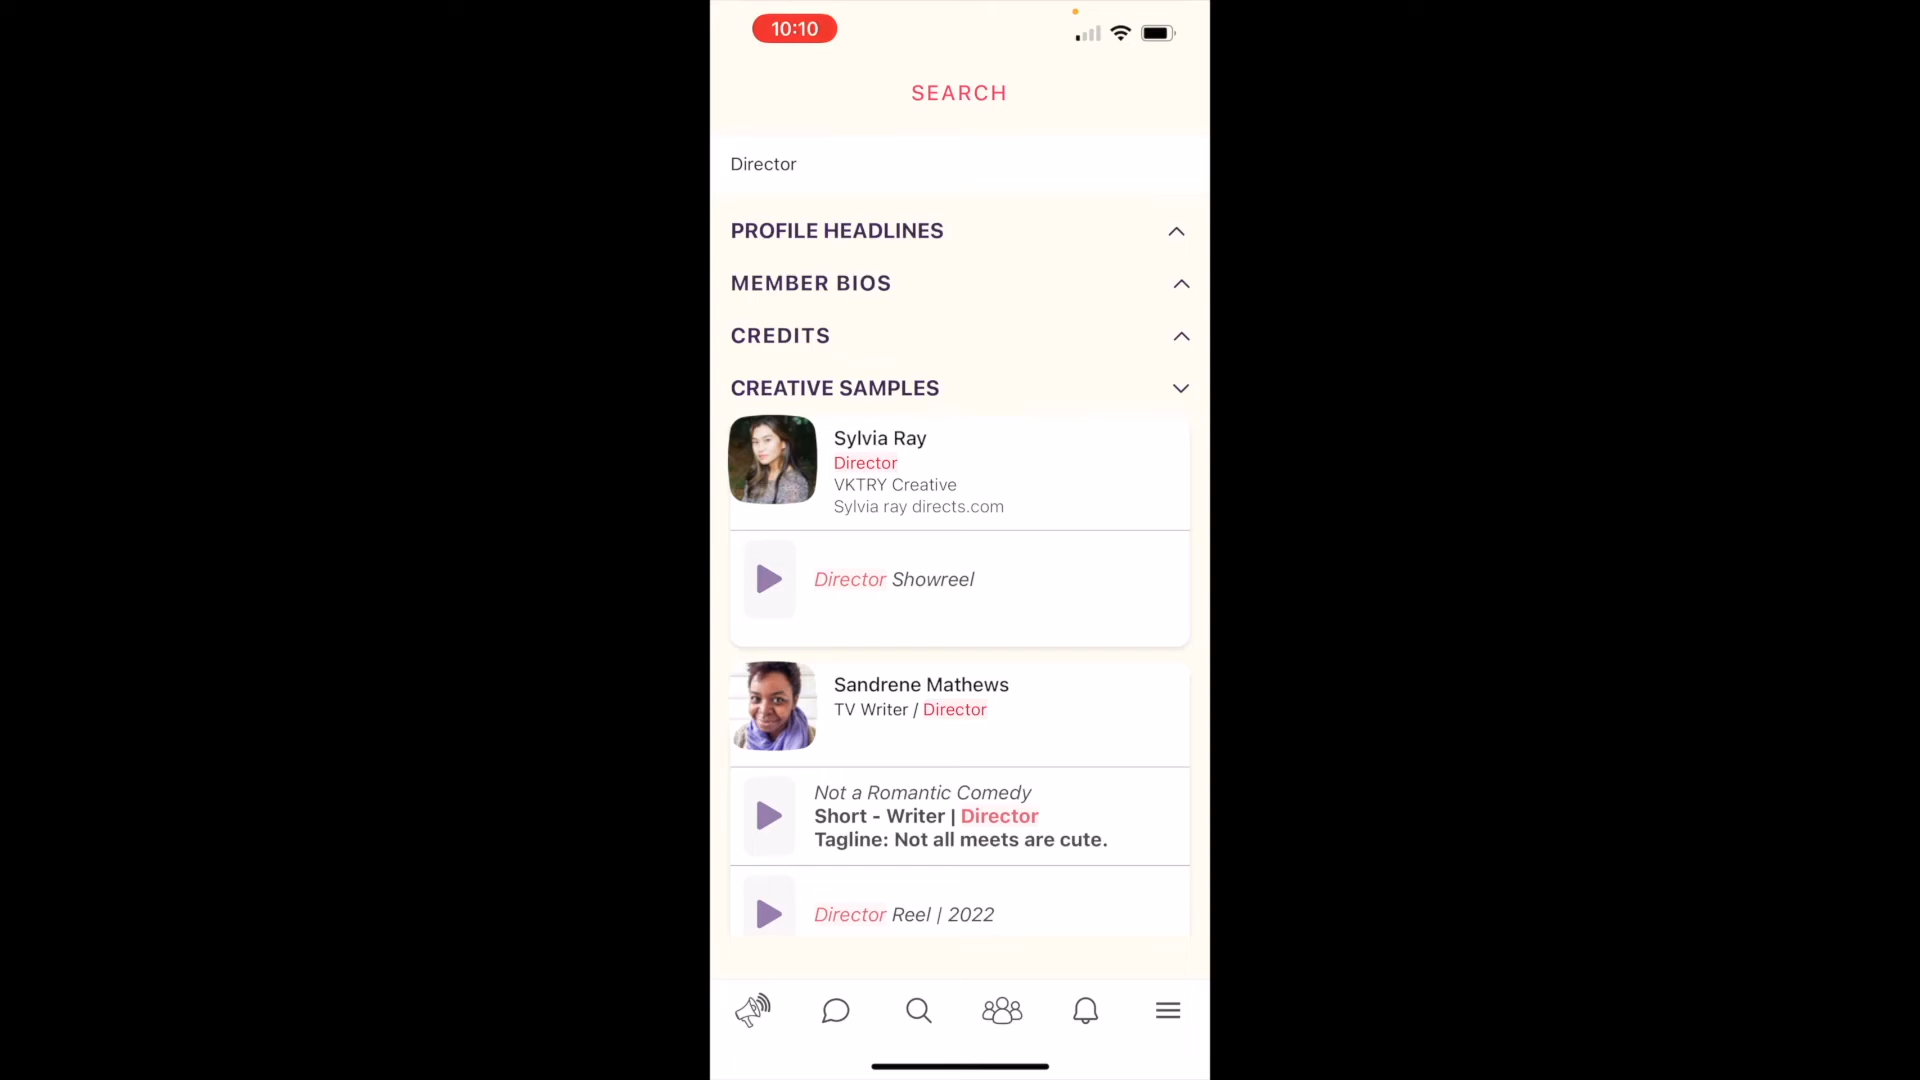 10:10
SEARCH
Director
PROFILE HEADLINES
MEMBER BIOS
CREDITS
CREATIVE SAMPLES
Sylvia Ray
Director
VKTRY Creative
Sylvia ray directs.com
Director Showreel
Sandrene Mathews
TV Writer / Director
Not a Romantic Comedy
Short - Writer | Director
Tagline: Not all meets are cute.
Director Reel | 2022